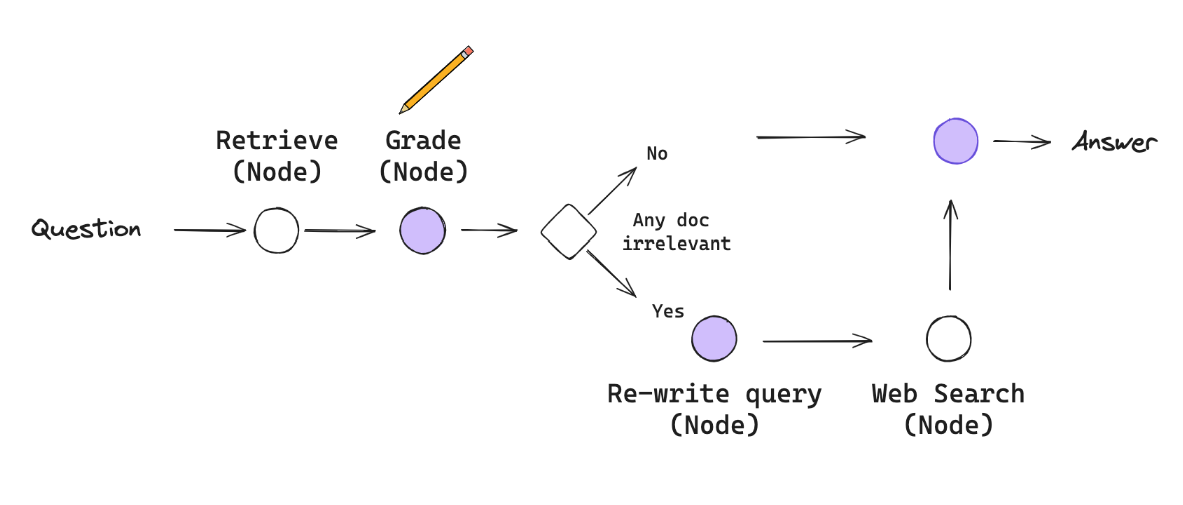 Retrieve
(Node)
Grade
(Node)
Question
No
Any doc
irrelevant
Yes
Answer
Re-write query
(Node)
Web Search
(Node)